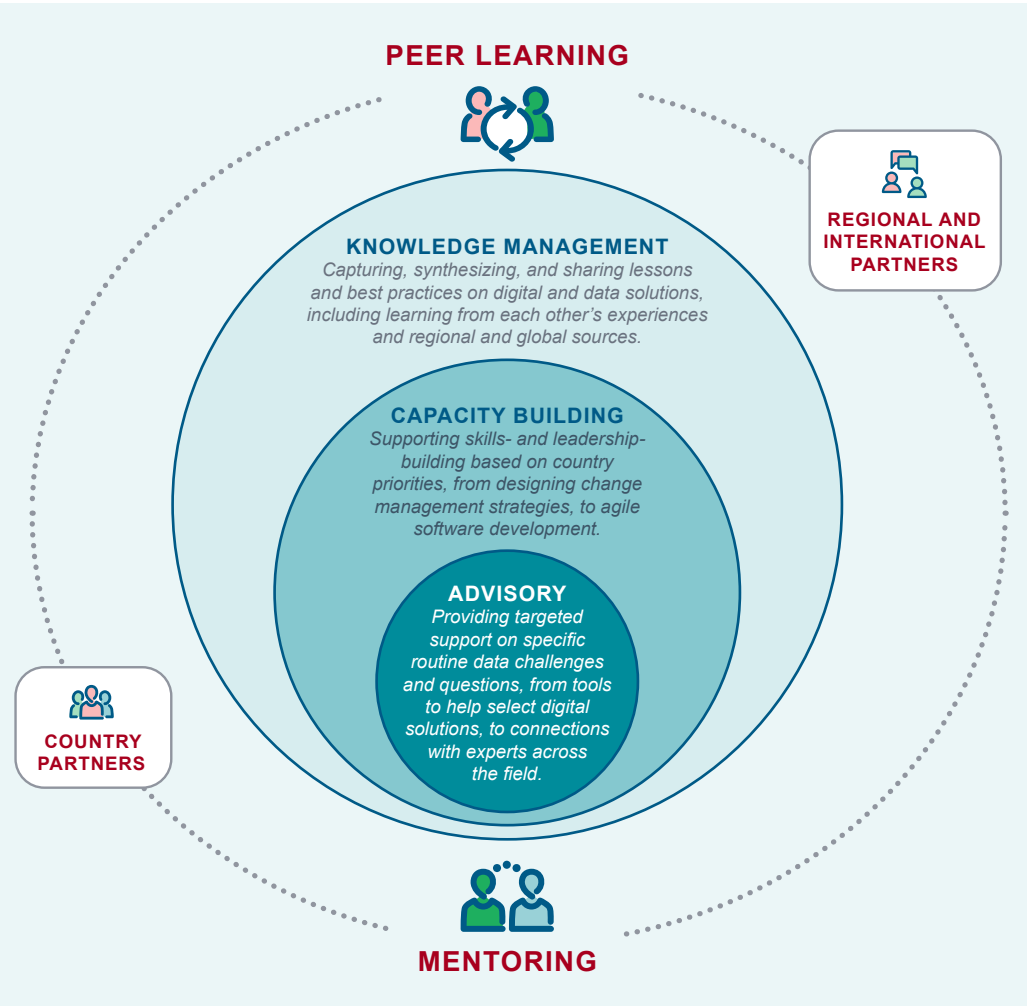 PEER LEARNING
REGIONAL AND
INTERNATIONAL
PARTNERS
KNOWLEDGE MANAGEMENT
Capturing, synthesizing, and sharing lessons
and best practices on digital and data solutions,
including learning from each other’s experiences
and regional and global sources.
CAPACITY BUILDING
Supporting skills- and leadership-
building based on country
priorities, from designing change
management strategies, to agile
software development.
ADVISORY
Providing targeted
support on specific
routine data challenges
and questions, from tools
to help select digital
solutions, to connections
with experts across
the field.
COUNTRY
PARTNERS
MENTORING